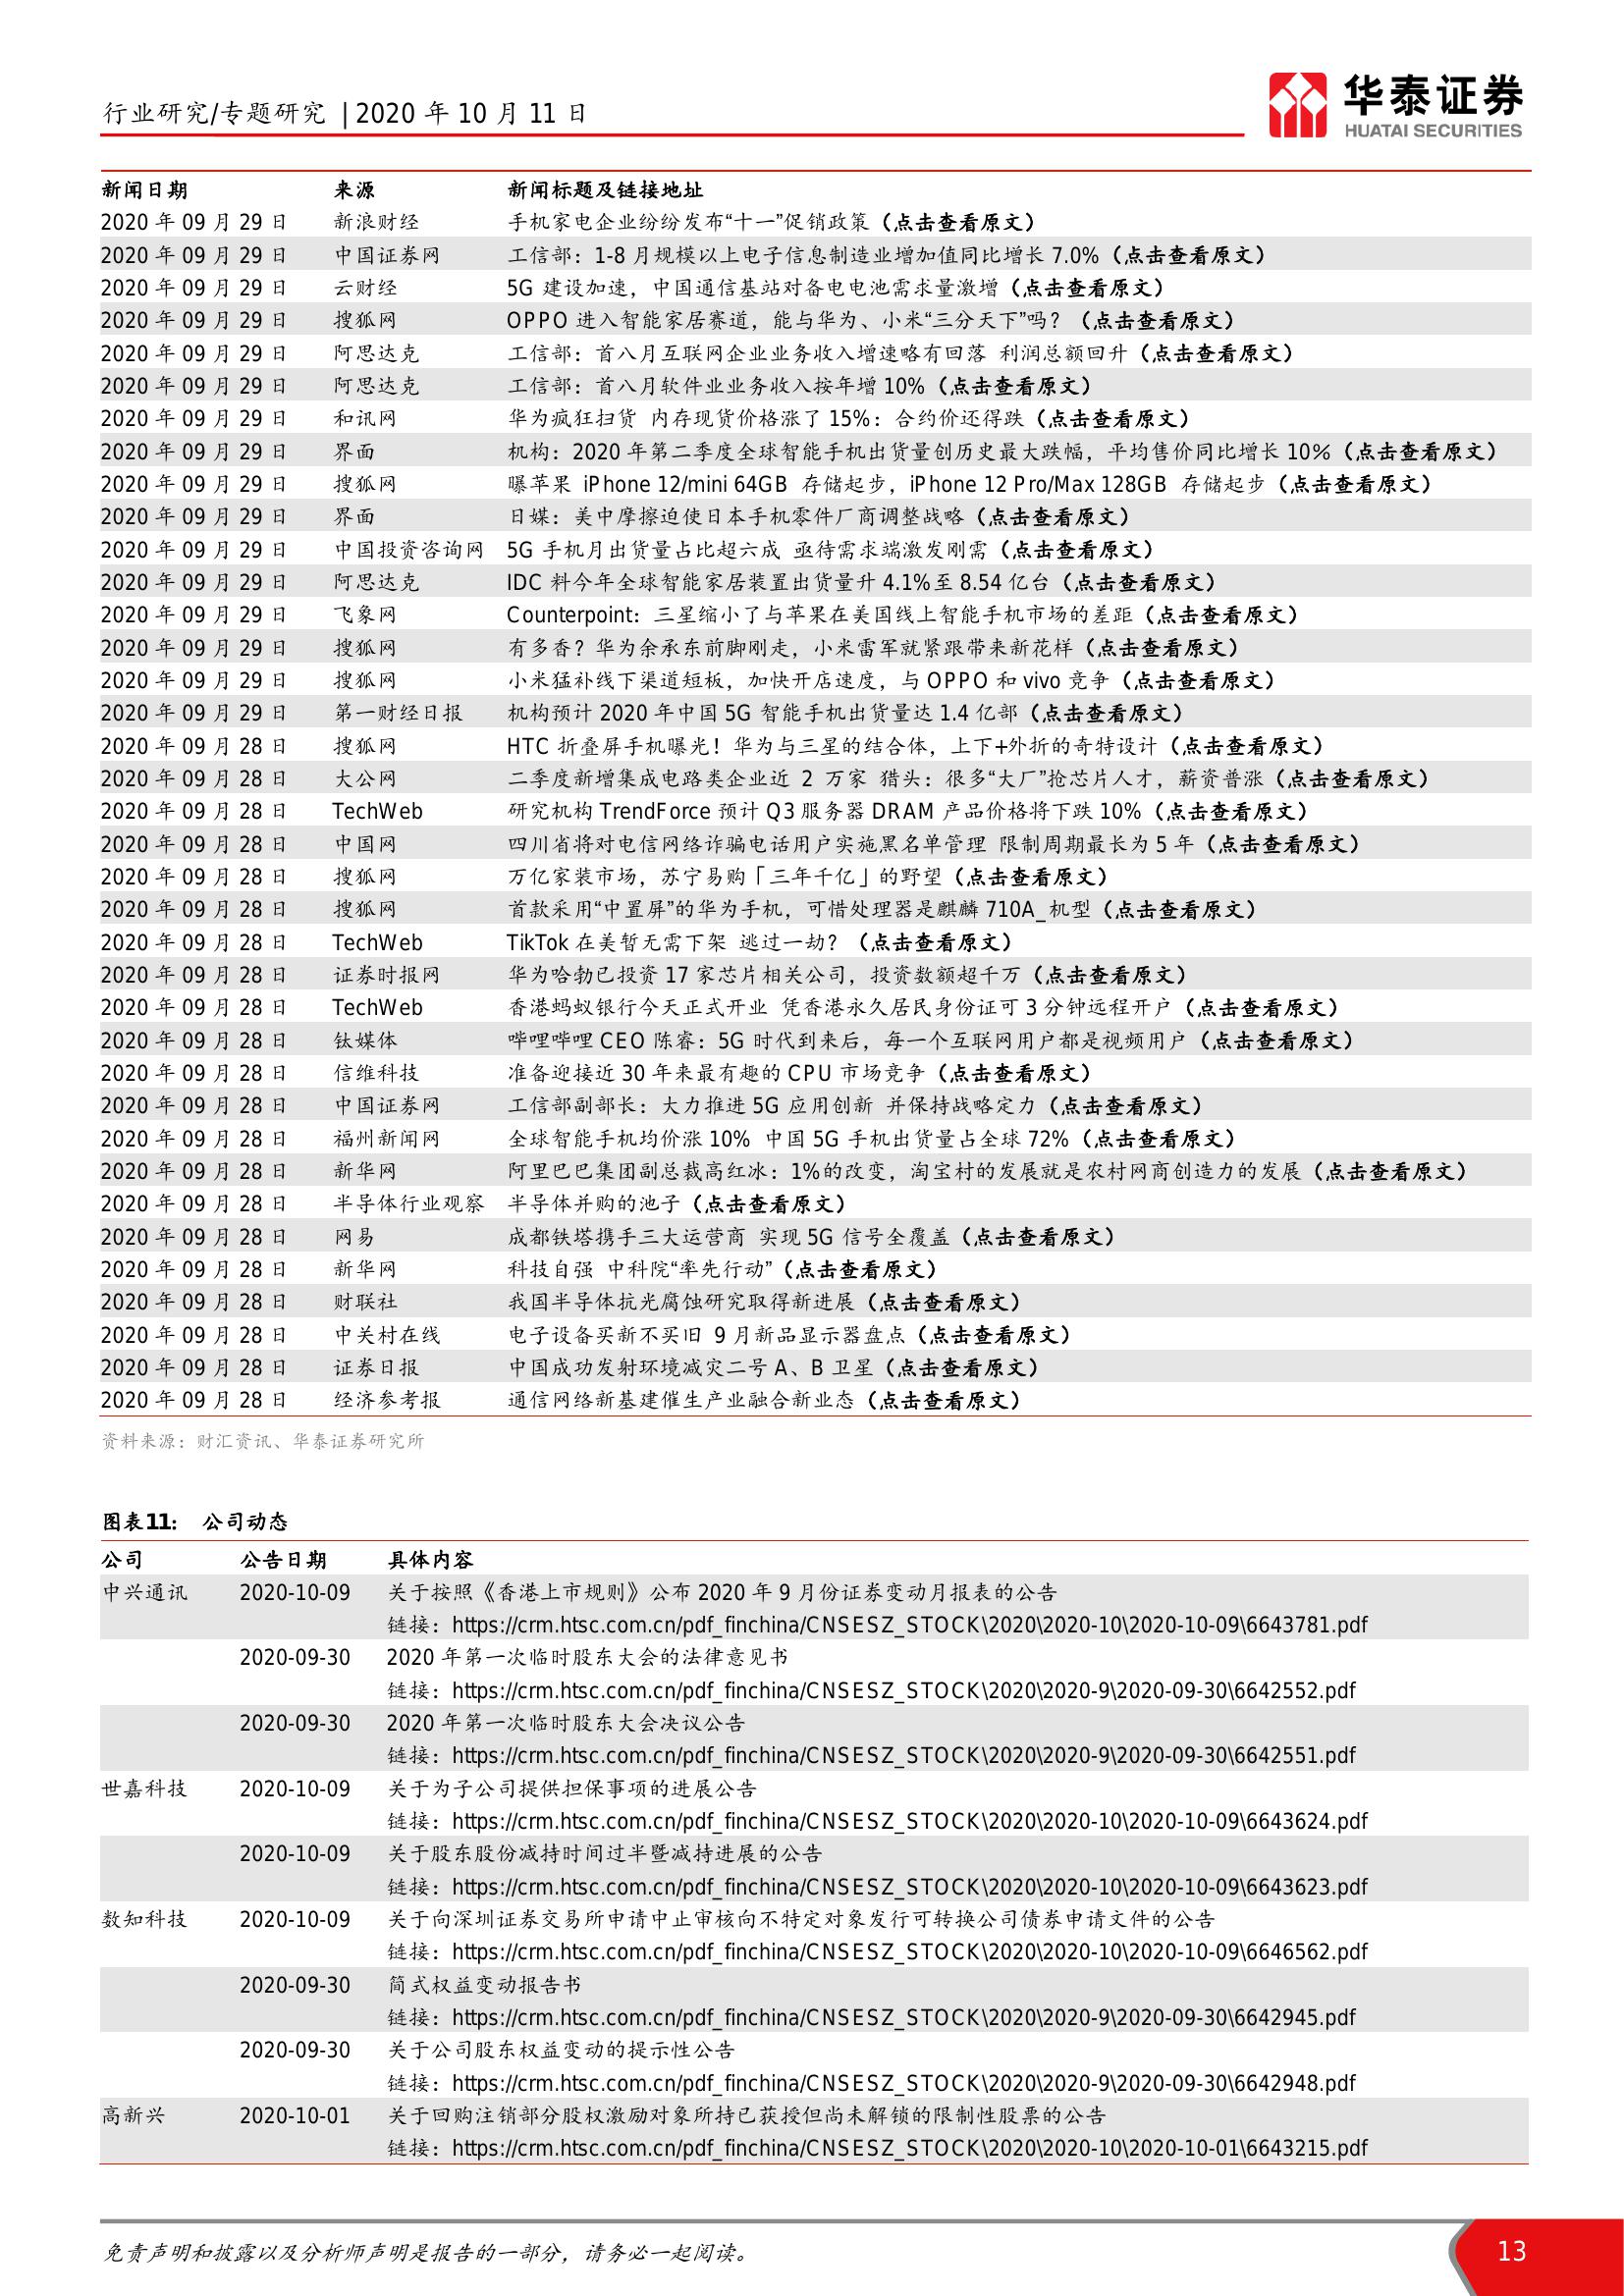 行业研究/专题研究 | 2020 年 10 月 11 日
华泰证券
HUATAI SECURITIES
新闻日期 来源 新闻标题及链接地址
2020 年 09 月 29 日 新浪财经 手机家电企业纷纷发布“十一”促销政策（点击查看原文）
2020 年 09 月 29 日 中国证券网 工信部：1-8 月规模以上电子信息制造业增加值同比增长 7.0%（点击查看原文）
2020 年 09 月 29 日 云财经 5G 建设加速，中国通信基站对备电电池需求量激增（点击查看原文）
2020 年 09 月 29 日 搜狐网 OPPO 进入智能家居赛道，能与华为、小米“三分天下”吗？（点击查看原文）
2020 年 09 月 29 日 阿思达克 工信部：首八月互联网企业业务收入增速略有回落 利润总额回升（点击查看原文）
2020 年 09 月 29 日 阿思达克 工信部：首八月软件业业务收入按年增 10%（点击查看原文）
2020 年 09 月 29 日 和讯网 华为疯狂扫货 内存现货价格涨了 15%：合约价还得跌（点击查看原文）
2020 年 09 月 29 日 界面 机构：2020 年第二季度全球智能手机出货量创历史最大跌幅，平均售价同比增长 10%（点击查看原文）
2020 年 09 月 29 日 搜狐网 曝苹果 iPhone 12/mini 64GB 存储起步，iPhone 12 Pro/Max 128GB 存储起步（点击查看原文）
2020 年 09 月 29 日 界面 日媒：美中摩擦迫使日本手机零件厂商调整战略（点击查看原文）
2020 年 09 月 29 日 中国投资咨询网 5G 手机月出货量占比超六成 亟待需求端激发刚需（点击查看原文）
2020 年 09 月 29 日 阿思达克 IDC 料今年全球智能家居装置出货量升 4.1%至 8.54 亿台（点击查看原文）
2020 年 09 月 29 日 飞象网 Counterpoint：三星缩小了与苹果在美国线上智能手机市场的差距（点击查看原文）
2020 年 09 月 29 日 搜狐网 有多香？华为余承东前脚刚走，小米雷军就紧跟带来新花样（点击查看原文）
2020 年 09 月 29 日 搜狐网 小米猛补线下渠道短板，加快开店速度，与 OPPO 和 vivo 竞争（点击查看原文）
2020 年 09 月 29 日 第一财经日报 机构预计 2020 年中国 5G 智能手机出货量达 1.4 亿部（点击查看原文）
2020 年 09 月 28 日 搜狐网 HTC 折叠屏手机曝光！华为与三星的结合体，上下+外折的奇特设计（点击查看原文）
2020 年 09 月 28 日 大公网 二季度新增集成电路类企业近 2 万家 猎头：很多“大厂”抢芯片人才，薪资普涨（点击查看原文）
2020 年 09 月 28 日 TechWeb 研究机构 TrendForce 预计 Q3 服务器 DRAM 产品价格将下跌 10%（点击查看原文）
2020 年 09 月 28 日 中国网 四川省将对电信网络诈骗电话用户实施黑名单管理 限制周期最长为 5 年（点击查看原文）
2020 年 09 月 28 日 搜狐网 万亿家装市场，苏宁易购「三年千亿」的野望（点击查看原文）
2020 年 09 月 28 日 搜狐网 首款采用“中置屏”的华为手机，可惜处理器是麒麟 710A_机型（点击查看原文）
2020 年 09 月 28 日 TechWeb TikTok 在美暂无需下架 逃过一劫？（点击查看原文）
2020 年 09 月 28 日 证券时报网 华为哈勃已投资 17 家芯片相关公司，投资数额超千万（点击查看原文）
2020 年 09 月 28 日 TechWeb 香港蚂蚁银行今天正式开业 凭香港永久居民身份证可 3 分钟远程开户（点击查看原文）
2020 年 09 月 28 日 钛媒体 哔哩哔哩 CEO 陈睿：5G 时代到来后，每一个互联网用户都是视频用户（点击查看原文）
2020 年 09 月 28 日 信维科技 准备迎接近 30 年来最有趣的 CPU 市场竞争（点击查看原文）
2020 年 09 月 28 日 中国证券网 工信部副部长：大力推进 5G 应用创新 并保持战略定力（点击查看原文）
2020 年 09 月 28 日 福州新闻网 全球智能手机均价涨 10% 中国 5G 手机出货量占全球 72%（点击查看原文）
2020 年 09 月 28 日 新华网 阿里巴巴集团副总裁高红冰：1%的改变，淘宝村的发展就是农村网商创造力的发展（点击查看原文）
2020 年 09 月 28 日 半导体行业观察 半导体并购的池子（点击查看原文）
2020 年 09 月 28 日 网易 成都铁塔携手三大运营商 实现 5G 信号全覆盖（点击查看原文）
2020 年 09 月 28 日 新华网 科技自强 中科院“率先行动”（点击查看原文）
2020 年 09 月 28 日 财联社 我国半导体抗光腐蚀研究取得新进展（点击查看原文）
2020 年 09 月 28 日 中关村在线 电子设备买新不买旧 9 月新品显示器盘点（点击查看原文）
2020 年 09 月 28 日 证券日报 中国成功发射环境减灾二号 A、B 卫星（点击查看原文）
2020 年 09 月 28 日 经济参考报 通信网络新基建催生产业融合新业态（点击查看原文）
资料来源：财汇资讯、华泰证券研究所
图表11： 公司动态
公司 公告日期 具体内容
中兴通讯 2020-10-09 关于按照《香港上市规则》公布 2020 年 9 月份证券变动月报表的公告
链接：https://crm.htsc.com.cn/pdf_finchina/CNSESZ_STOCK\2020\2020-10\2020-10-09\6643781.pdf
2020-09-30 2020 年第一次临时股东大会的法律意见书
链接：https://crm.htsc.com.cn/pdf_finchina/CNSESZ_STOCK\2020\2020-9\2020-09-30\6642552.pdf
2020-09-30 2020 年第一次临时股东大会决议公告
链接：https://crm.htsc.com.cn/pdf_finchina/CNSESZ_STOCK\2020\2020-9\2020-09-30\6642551.pdf
世嘉科技 2020-10-09 关于为子公司提供担保事项的进展公告
链接：https://crm.htsc.com.cn/pdf_finchina/CNSESZ_STOCK\2020\2020-10\2020-10-09\6643624.pdf
2020-10-09 关于股东股份减持时间过半暨减持进展的公告
链接：https://crm.htsc.com.cn/pdf_finchina/CNSESZ_STOCK\2020\2020-10\2020-10-09\6643623.pdf
数知科技 2020-10-09 关于向深圳证券交易所申请中止审核向不特定对象发行可转换公司债券申请文件的公告
链接：https://crm.htsc.com.cn/pdf_finchina/CNSESZ_STOCK\2020\2020-10\2020-10-09\6646562.pdf
2020-09-30 简式权益变动报告书
链接：https://crm.htsc.com.cn/pdf_finchina/CNSESZ_STOCK\2020\2020-9\2020-09-30\6642945.pdf
2020-09-30 关于公司股东权益变动的提示性公告
链接：https://crm.htsc.com.cn/pdf_finchina/CNSESZ_STOCK\2020\2020-9\2020-09-30\6642948.pdf
高新兴 2020-10-01 关于回购注销部分股权激励对象所持已获授但尚未解锁的限制性股票的公告
链接：https://crm.htsc.com.cn/pdf_finchina/CNSESZ_STOCK\2020\2020-10\2020-10-01\6643215.pdf
免责声明和披露以及分析师声明是报告的一部分，请务必一起阅读。
13